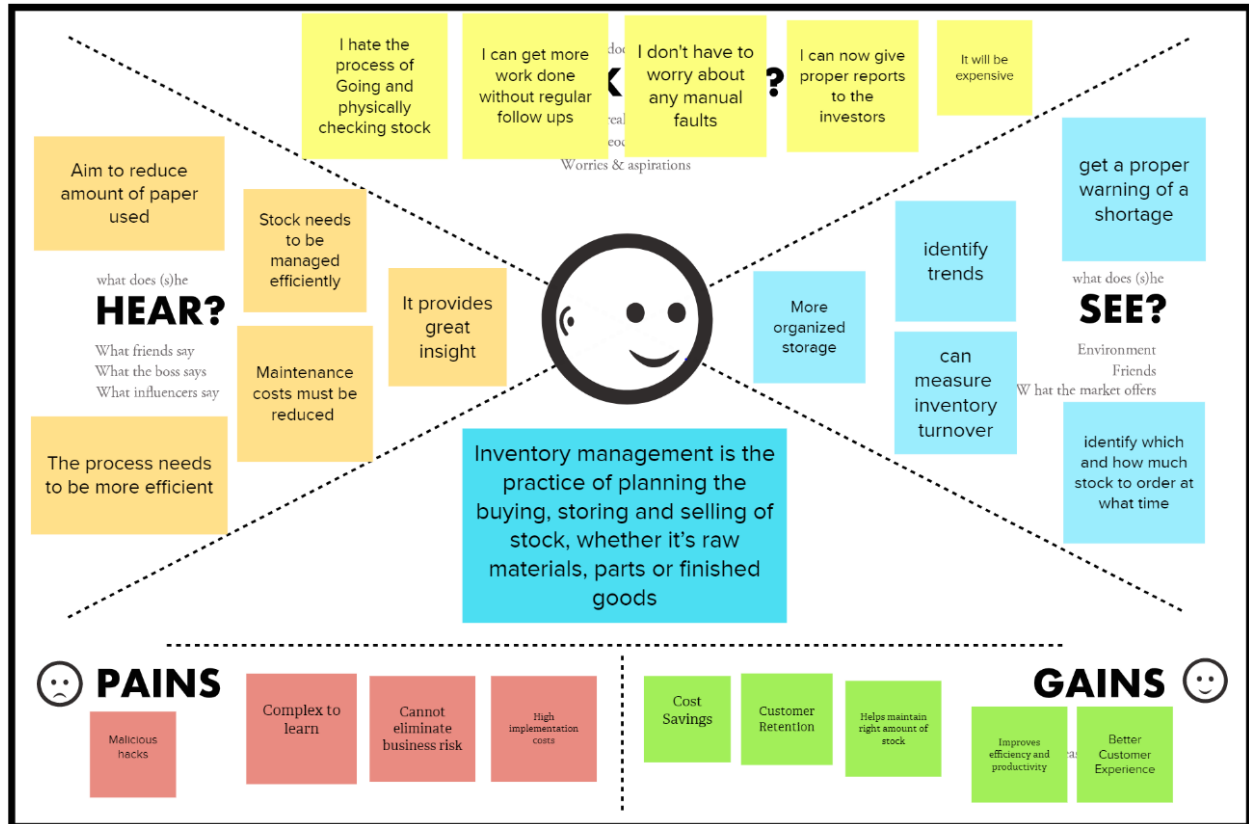 I hate the
process of
Going and
physically
checking stock
I can get more
work done
without regular
follow ups
I don't have to
worry about
any manual
faults
I can now give
proper reports
to the
investors
It will be
expensive
K
?
Worries & aspirations
Aim to reduce
amount of paper
used
Stock needs
to be
managed
efficiently
It provides
great
insight
what does (s)he
HEAR?
What friends say
What the boss says
What influencers say
Maintenance
costs must be
reduced
The process needs
to be more efficient
get a proper
warning of a
shortage
identify
trends
More
organized
storage
can
measure
inventory
turnover
what does (s)he
SEE?
Environment
Friends
W hat the market offers
identify which
and how much
stock to order at
what time
Inventory management is the
practice of planning the
buying, storing and selling of
stock, whether it’s raw
materials, parts or finished
goods
PAINS
Malicious
hacks
Complex to
learn
Cannot
eliminate
business risk
High
implementation
costs
GAINS
Cost
Savings
Customer
Retention
Helps maintain
right amount of
stock
Improves
efficiency and
productivity
Better
Customer
Experience